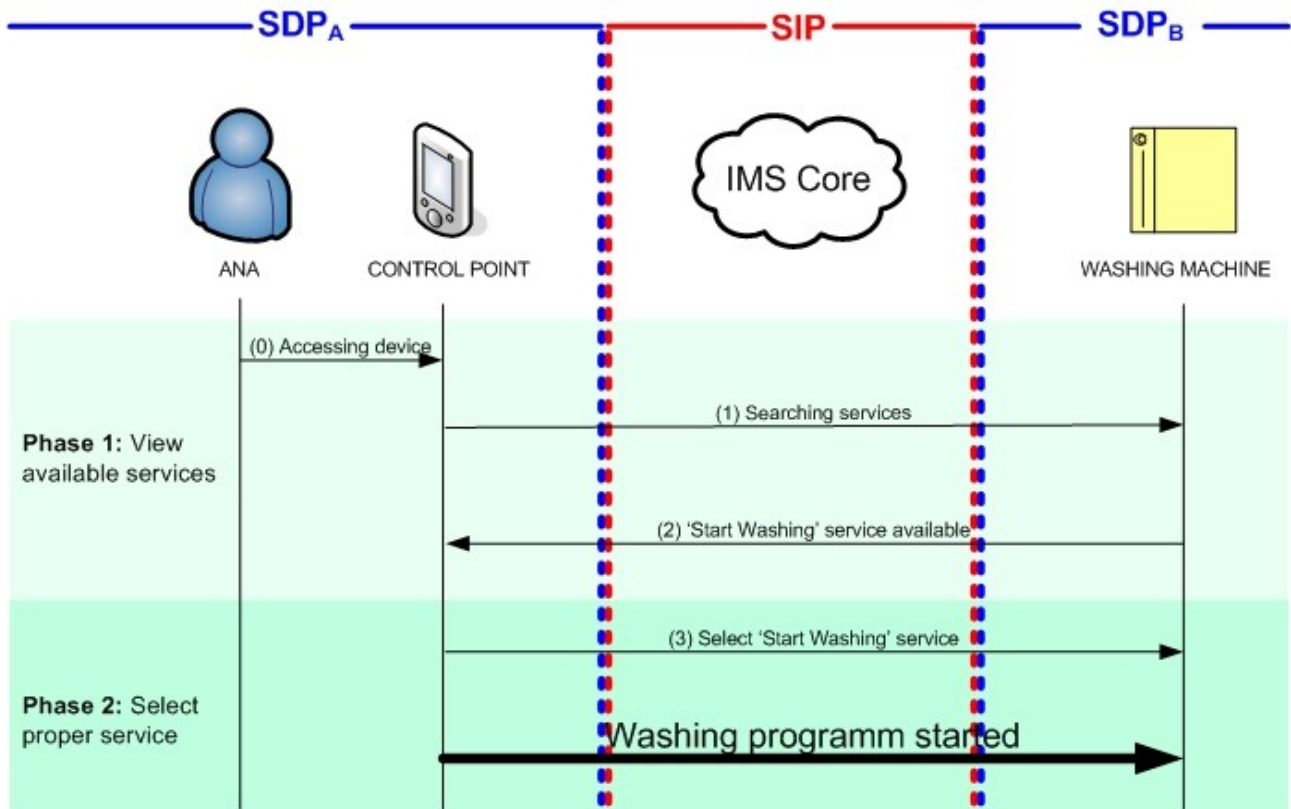 SDPA
SIP
SDPB
IMS Core
ANA
CONTROL POINT
WASHING MACHINE
(0) Accessing device
(1) Searching services
Phase 1: View
available services
(2) 'Start Washing' service available
(3) Select 'Start Washing' service
Phase 2: Select
proper service
Washing programm started